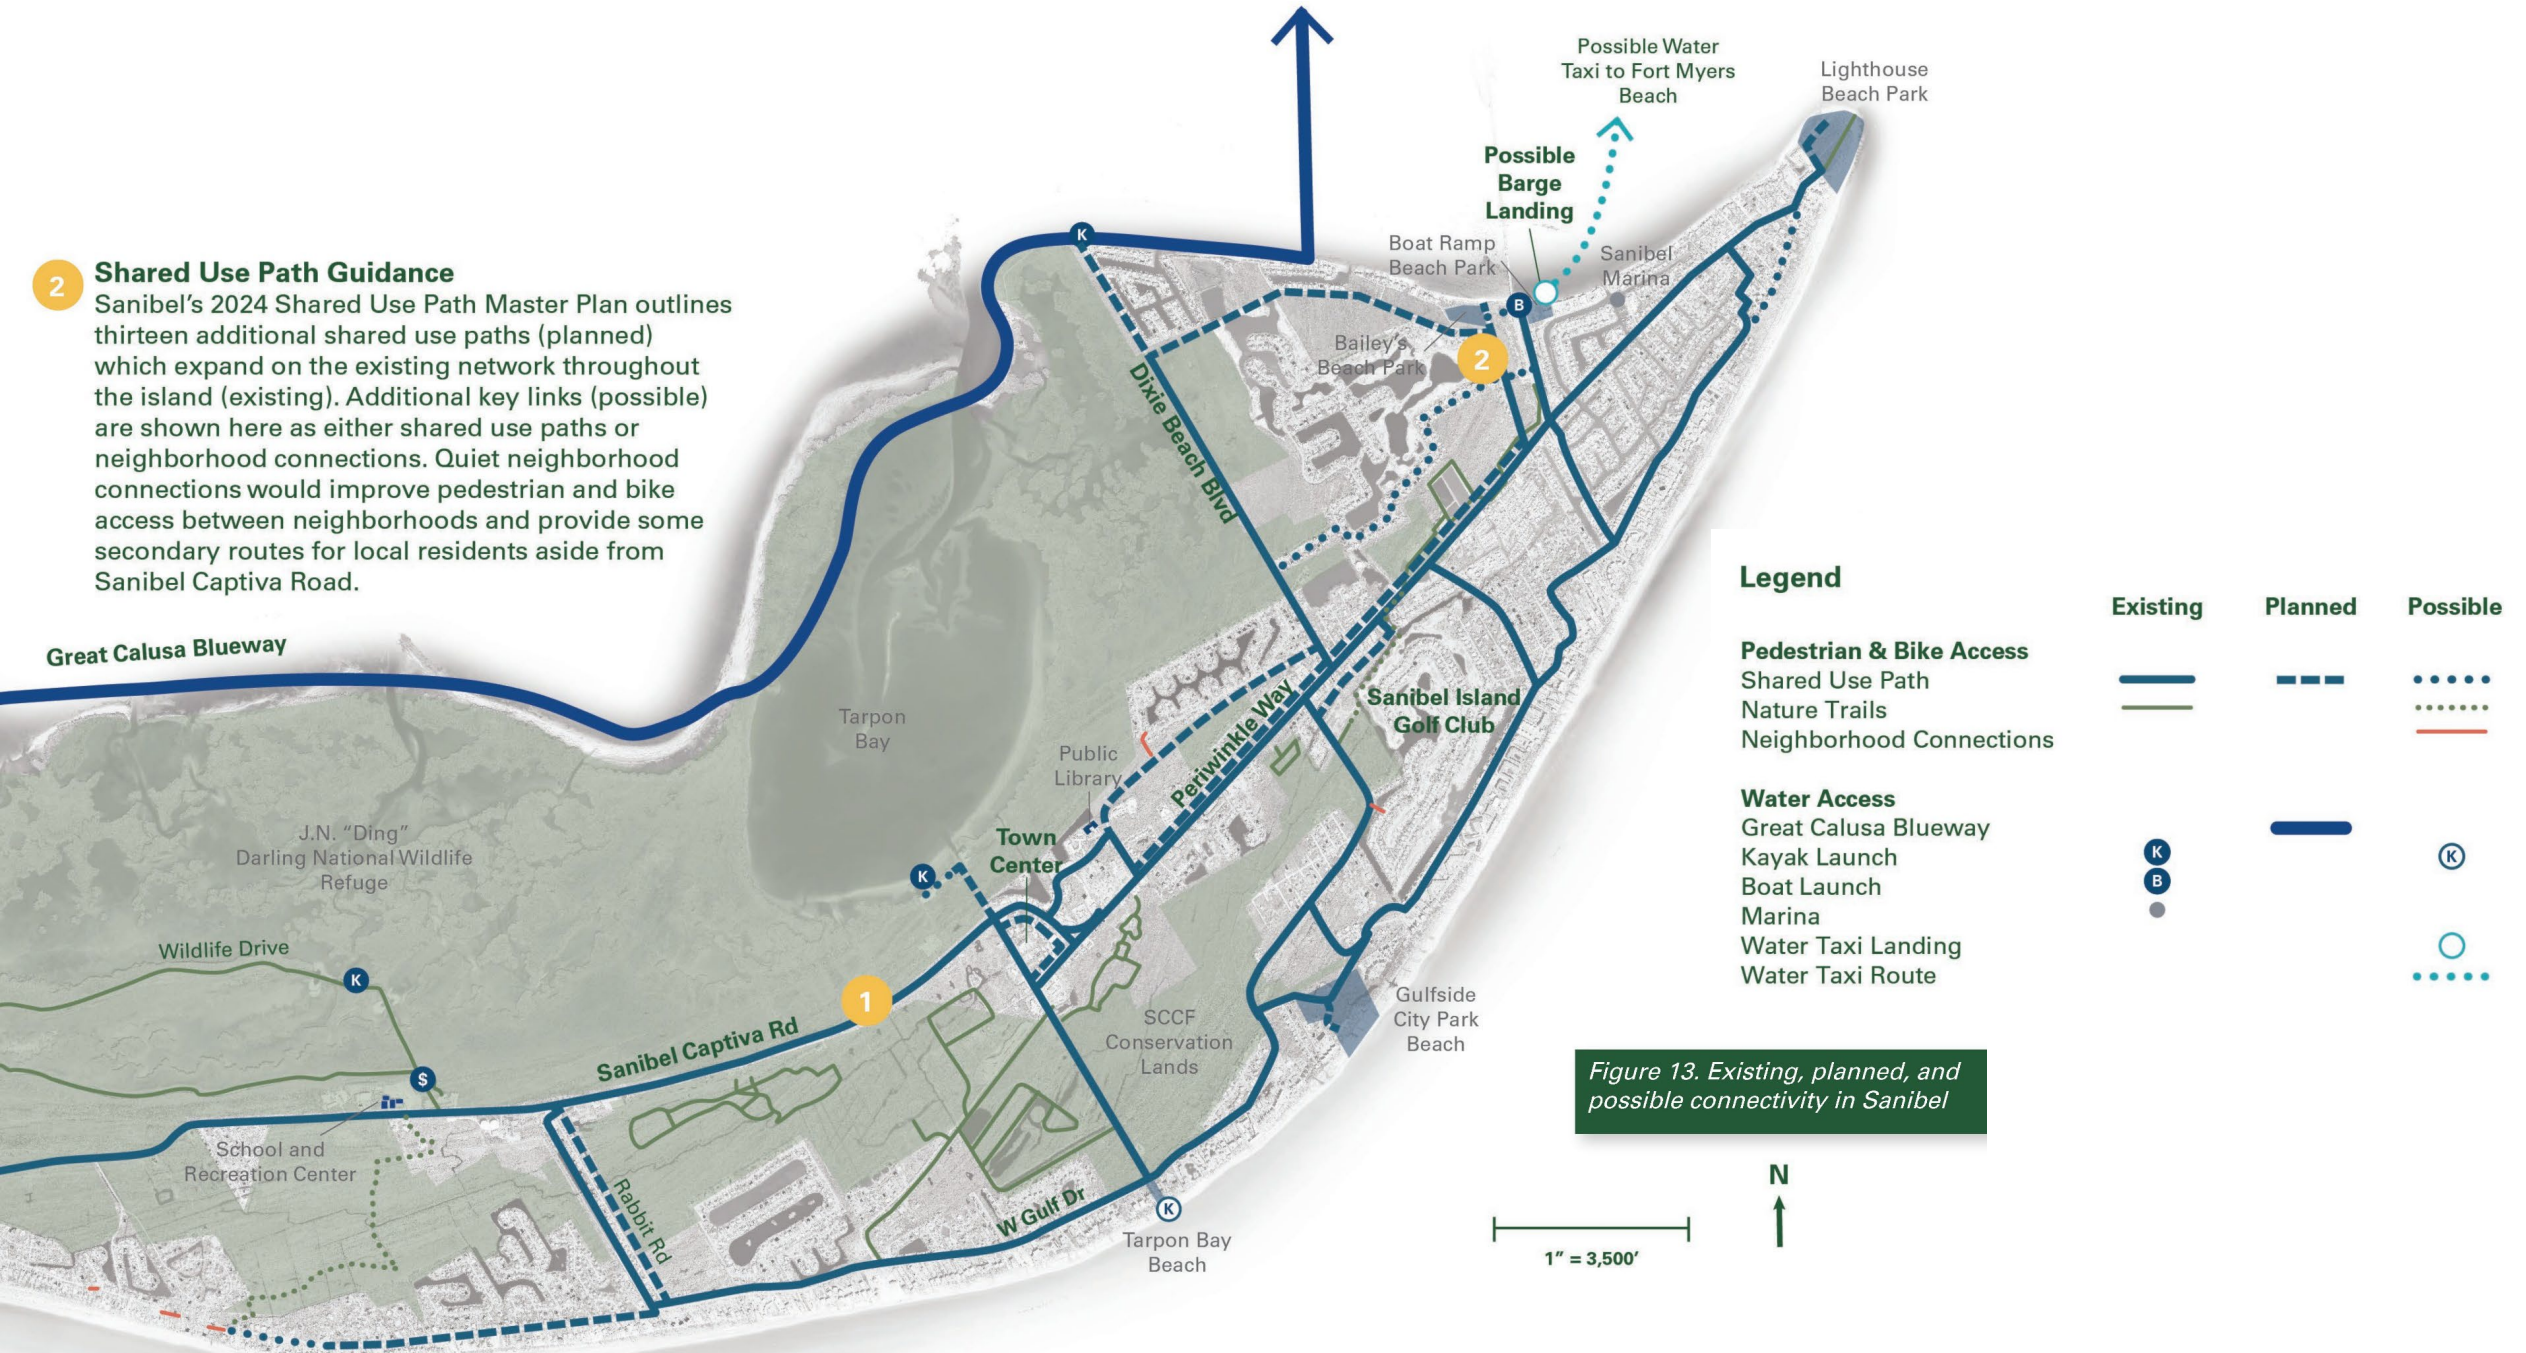 Possible Water
Taxi to Fort Myers
Beach
Lighthouse
Beach Park
Possible
Barge
Landing
Boat Ramp
Beach Park
Sanibel
Marina
K
B
2
Shared Use Path Guidance
Sanibel's 2024 Shared Use Path Master Plan outlines
thirteen additional shared use paths (planned)
which expand on the existing network throughout
the island (existing). Additional key links (possible)
are shown here as either shared use paths or
neighborhood connections. Quiet neighborhood
connections would improve pedestrian and bike
access between neighborhoods and provide some
secondary routes for local residents aside from
Sanibel Captiva Road.
Bailey's
Beach Park
2
Dixie Beach Blvd
Great Calusa Blueway
Tarpon
Bay
Sanibel Island
Golf Club
Periwinkle Way
Public
Library
J.N. "Ding"
Darling National Wildlife
Refuge
Town
Center
K
Wildlife Drive
K
1
Sanibel Captiva Rd
SCCF
Conservation
Lands
Gulfside
City Park
Beach
$
School and
Recreation Center
Rabbit Rd
W Gulf Dr
K
Tarpon Bay
Beach
Legend
Existing Planned Possible
Pedestrian & Bike Access
Shared Use Path
Nature Trails
Neighborhood Connections
Water Access
Great Calusa Blueway
Kayak Launch K K
Boat Launch B
Marina
Water Taxi Landing
Water Taxi Route
Figure 13. Existing, planned, and
possible connectivity in Sanibel
N
1" = 3,500'